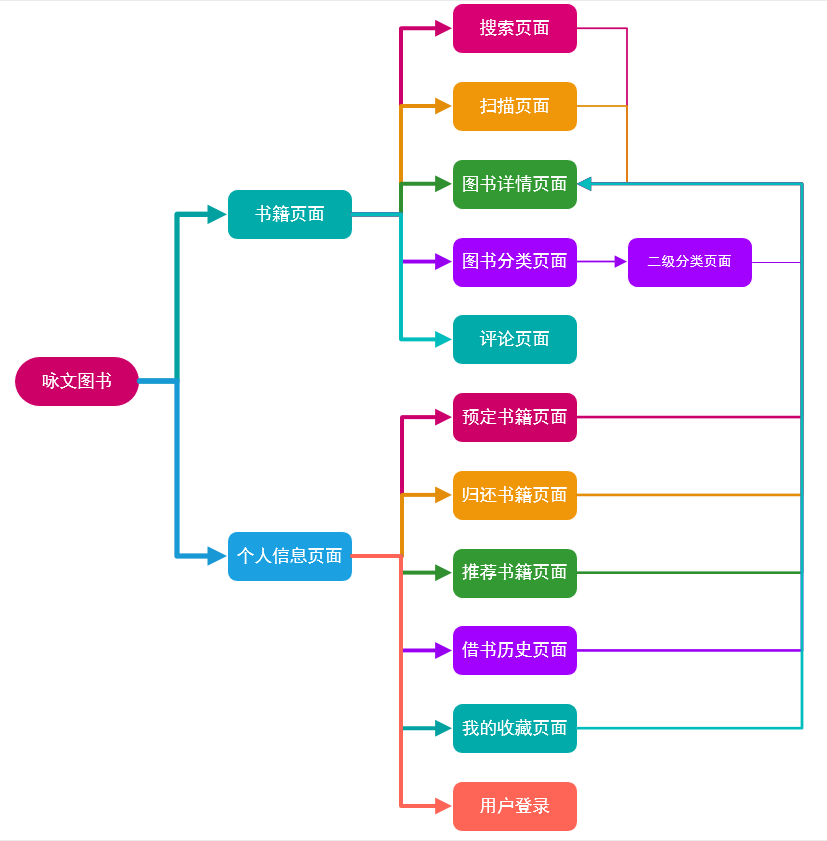 搜索页面
扫描页面
图书详情页面
书籍页面
图书分类页面
二级分类页面
评论页面
咏文图书
预定书籍页面
归还书籍页面
个人信息页面
推荐书籍页面
借书历史页面
我的收藏页面
用户登录